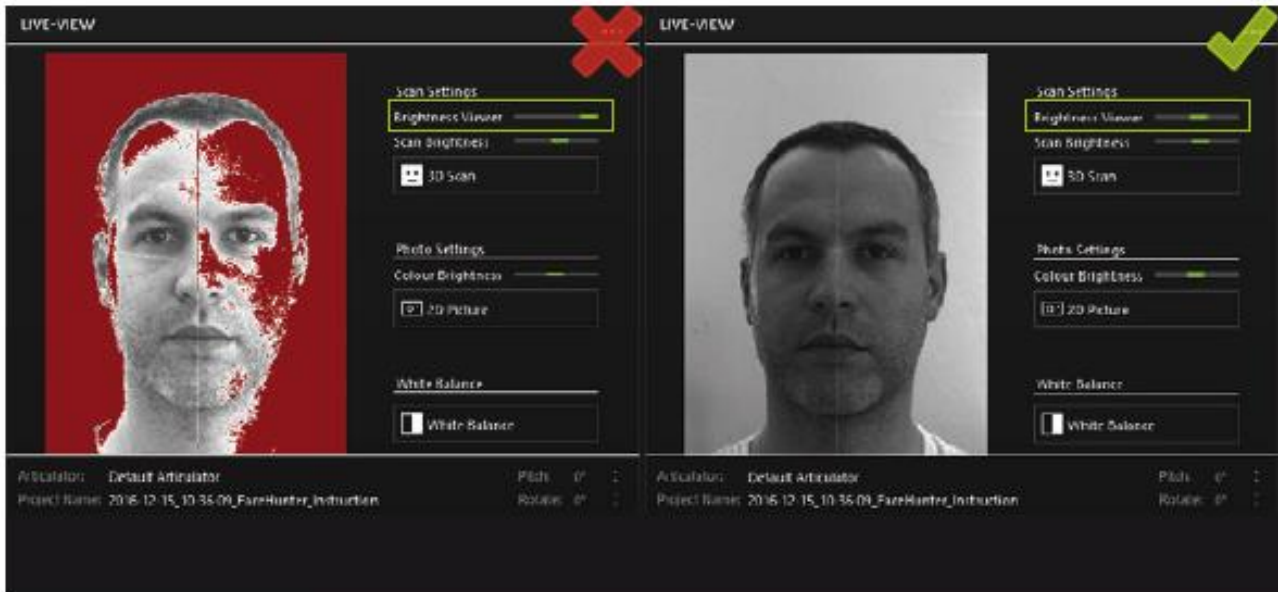 LIVE-VIEW
Scan Settings
Brightness Viewer
Scan Brightness
3D Scan
Photo Settings
Colour Brightness
2D Picture
White Balance
White Balance
Articulator: Default Articulator
Pitch: 0°
Project Name: 2016-12-15_10-36-09_FaceHunter_Instruction
Rotate: 0°
LIVE-VIEW
Scan Settings
Brightness Viewer
Scan Brightness
3D Scan
Photo Settings
Colour Brightness
2D Picture
White Balance
White Balance
Articulator: Default Articulator
Pitch: 0°
Project Name: 2016-12-15_10-36-09_FaceHunter_Instruction
Rotate: 0°